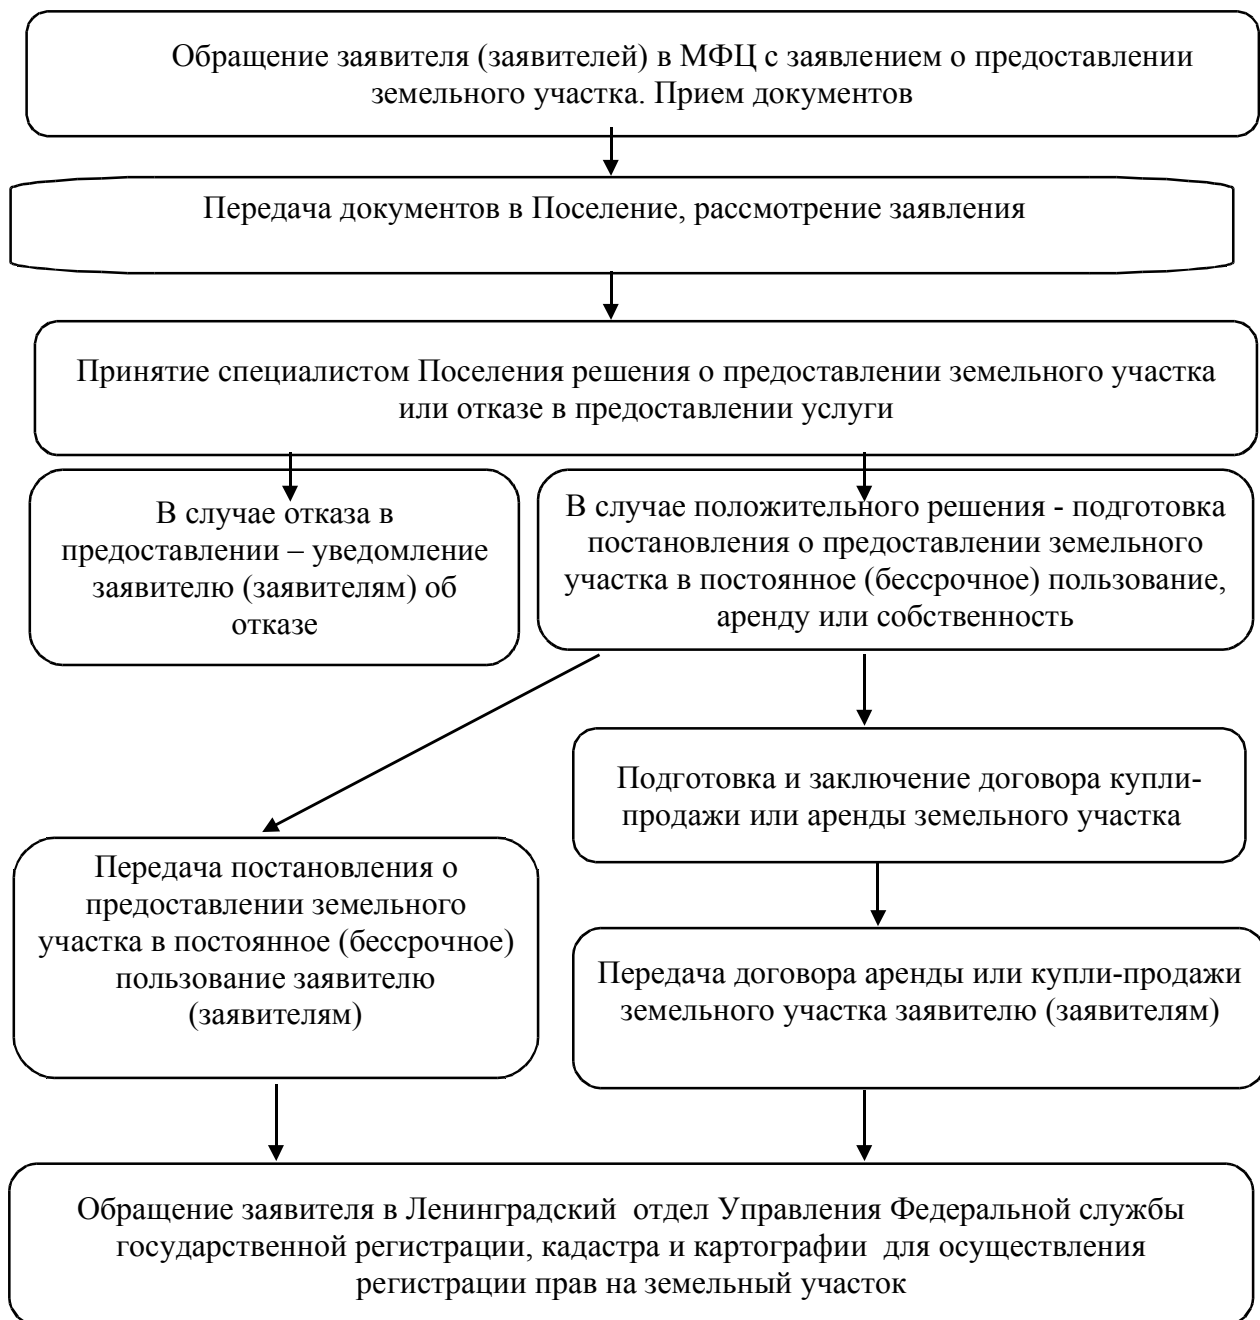 Обращение заявителя (заявителей) в МФЦ с заявлением о предоставлении
земельного участка. Прием документов
Передача документов в Поселение, рассмотрение заявления
Принятие специалистом Поселения решения о предоставлении земельного участка
или отказе в предоставлении услуги
В случае отказа в
предоставлении – уведомление
заявителю (заявителям) об
отказе
В случае положительного решения - подготовка
постановления о предоставлении земельного
участка в постоянное (бессрочное) пользование,
аренду или собственность
Подготовка и заключение договора купли-
продажи или аренды земельного участка
Передача постановления о
предоставлении земельного
участка в постоянное (бессрочное)
пользование заявителю
(заявителям)
Передача договора аренды или купли-продажи
земельного участка заявителю (заявителям)
Обращение заявителя в Ленинградский  отдел Управления Федеральной службы
государственной регистрации, кадастра и картографии  для осуществления
регистрации прав на земельный участок